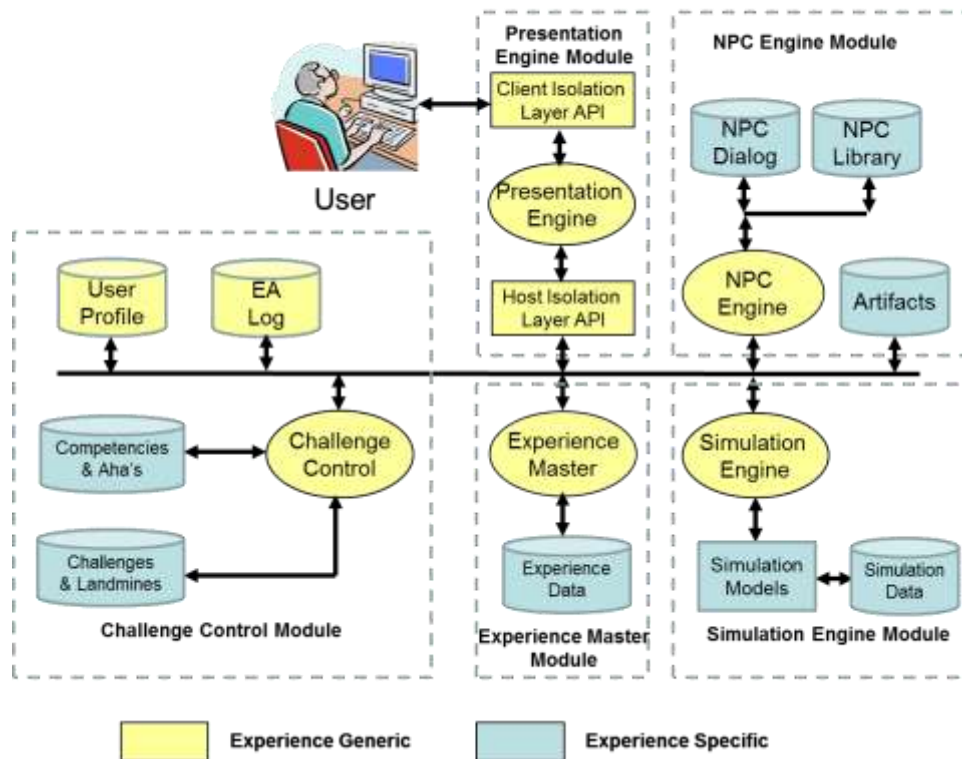 Presentation
Engine Module
NPC Engine Module
Client Isolation
Layer API
NPC
Dialog
NPC
Library
User
Presentation
Engine
User
Profile
EA
Log
Host Isolation
Layer API
NPC
Engine
Artifacts
Competencies
& Aha's
Challenge
Control
Experience
Master
Simulation
Engine
Challenges
& Landmines
Experience
Data
Simulation
Models
Simulation
Data
Challenge Control Module
Experience Master
Module
Simulation Engine Module
Experience Generic
Experience Specific